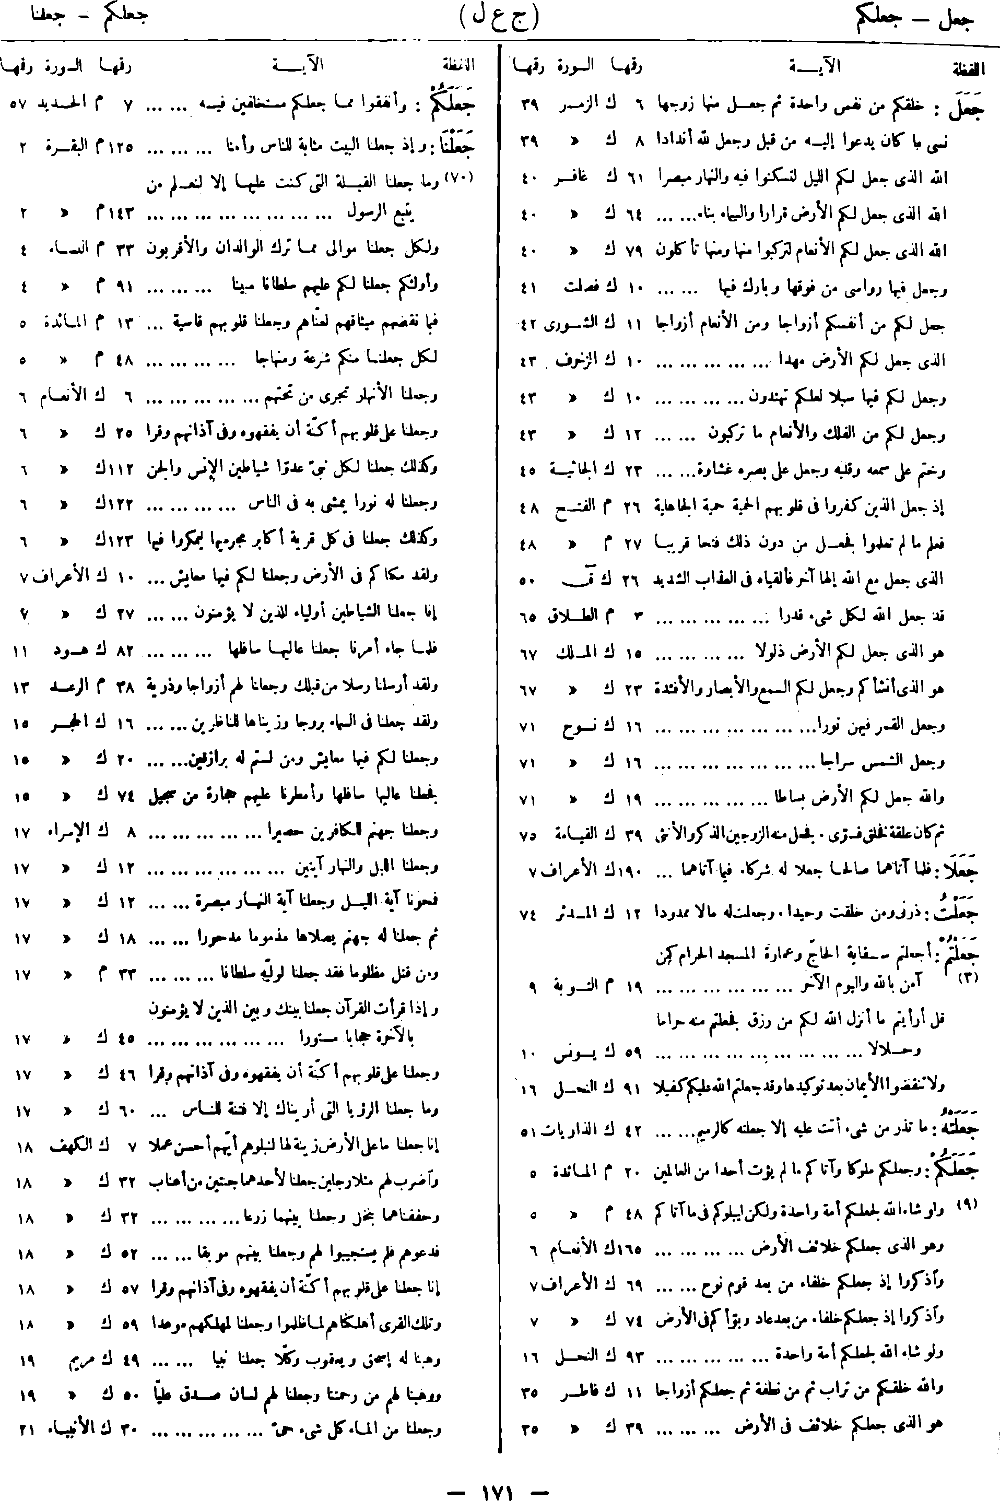 جعل – جعلكم
(ج ع ل)
جعلكم – جعلنا
اللفظة الآيــة رقمها السورة رقمها
جَعَلَ : خلقكم من نفس واحدة ثم جعل منها زوجها ٦ ك الزمر ٣٩
نسى ما كان يدعوا إليه من قبل وجعل لله أندادا ٨ ك » ٣٩
الله الذى جعل لكم الليل لتسكنوا فيه والنهار مبصرا ٦١ ك غافر ٤٠
الله الذى جعل لكم الأرض قرارا والسماء بناء... ... ٦٤ ك » ٤٠
الله الذى جعل لكم الأنعام لتركبوا منها ومنها تأكلون ٧٩ ك » ٤٠
وجعل فيها رواسى من فوقها وبارك فيها ... ... ١٠ ك فصلت ٤١
جعل لكم من أنفسكم أزواجا ومن الأنعام أزواجا ١١ ك الشورى ٤٢
الذى جعل لكم الأرض مهدا ... ... ... ... ... ١٠ ك الزخرف ٤٣
وجعل لكم فيها سبلا لعلكم تهتدون ... ... ... ... ١٠ ك » ٤٣
وجعل لكم من الفلك والأنعام ما تركبون ... ... ١٢ ك » ٤٣
وختم على سمعه وقلبه وجعل على بصره غشاوة... ... ٢٣ ك الجاثية ٤٥
إذ جعل الذين كفروا فى قلوبهم الحمية حمية الجاهلية ٢٦ م الفتح ٤٨
فعلم ما لم تعلموا فجعل من دون ذلك فتحا قريبا ٢٧ م » ٤٨
الذى جعل مع الله إلها آخر فألقياه فى العذاب الشديد ٢٦ ك قٓ ٥٠
قد جعل الله لكل شىء قدرا ... ... ... ... ... ٣ م الطلاق ٦٥
هو الذى جعل لكم الأرض ذلولا ... ... ... ... ١٥ ك الملك ٦٧
هو الذى أنشأكم وجعل لكم السمع والأبصار والأفئدة ٢٣ ك » ٦٧
وجعل القمر فيهن نورا... ... ... ... ... ... ... ١٦ ك نوح ٧١
وجعل الشمس سراجا... ... ... ... ... ... ... ١٦ ك » ٧١
والله جعل لكم الأرض بساطا ... ... ... ... ١٩ ك » ٧١
ثم كان علقة فخلق فسوّى . فجعل منه الزوجين الذكر والأنثى ٣٩ ك القيامة ٧٥
جَعَلَا : فلما آتاهما صالحا جعلا له شركاء فيما آتاهما ... ١٩٠ك الأعراف ٧
جَعَلْتُ : ذرنى ومن خلقت وحيدا . وجعلت له مالا ممدودا ١٢ ك المدثر ٧٤
جَعَلْتُمْ : أجعلتم سقاية الحاجّ وعمارة المسجد الحرام كمن
(٣) آمن بالله واليوم الآخر ... ... ... ... ... ... ١٩ م التوبة ٩
قل أرأيتم ما أنزل الله لكم من رزق فجعلتم منه حراما
وحلالا ... ... ... ... ... ... ... ... ... ٥٩ ك يونس ١٠
ولا تنقضوا الأيمان بعد توكيدها وقد جعلتم الله عليكم كفيلا ٩١ ك النحل ١٦
جَعَلَتْهُ : ما تذر من شىء أتت عليه إلا جعلته كالرميم... ... ٤٢ ك الذاريات ٥١
جَعَلَكُمْ : وجعلكم ملوكا وآتاكم ما لم يؤت أحدا من العالمين ٢٠ م المائدة ٥
(٩) ولو شاء الله لجعلكم أمة واحدة ولكن ليبلوكم فى ما آتاكم ٤٨ م » ٥
وهو الذى جعلكم خلائف الأرض ... ... ... ... ١٦٥ك الأنعام ٦
واذكروا إذ جعلكم خلفاء من بعد قوم نوح ... ... ٦٩ ك الأعراف ٧
واذكروا إذ جعلكم خلفاء من بعد عاد وبوّأكم فى الأرض ٧٤ ك » ٧
ولو شاء الله لجعلكم أمة واحدة ... ... ... ... ... ٩٣ ك النحل ١٦
والله خلقكم من تراب ثم من نطفة ثم جعلكم أزواجا ١١ ك فاطر ٣٥
هو الذى جعلكم خلائف فى الأرض ... ... ... ٣٩ ك » ٣٥
اللفظة الآيــة رقمها السورة رقمها
جَعَلَكُمْ : وأنفقوا مما جعلكم مستخلفين فيه ... ... ٧ م الحديد ٥٧
جَعَلْنَا : وإذ جعلنا البيت مثابة للناس وأمنا ... ... ... ١٢٥م البقرة ٢
(٧٠) وما جعلنا القبلة التى كنت عليها إلا لنعلم من
يتبع الرسول ... ... ... ... ... ... ... ... ١٤٣م » ٢
ولكل جعلنا موالى مما ترك الوالدان والأقربون ٣٣ م النساء ٤
وأولئكم جعلنا لكم عليهم سلطانا مبينا ... ... ... ٩١ م » ٤
فبما نقضهم ميثاقهم لعنّاهم وجعلنا قلوبهم قاسية ... ١٣ م المائدة ٥
لكل جعلنا منكم شرعة ومنهاجا ... ... ... ... ٤٨ م » ٥
وجعلنا الأنهار تجرى من تحتهم ... ... ... ... ... ٦ ك الأنعام ٦
وجعلنا على قلوبهم أكنّة أن يفقهوه وفى آذانهم وقرا ٢٥ ك » ٦
وكذلك جعلنا لكل نبىّ عدوّا شياطين الإنس والجن ١١٢ك » ٦
وجعلنا له نورا يمشى به فى الناس ... ... ... ... ١٢٢ك » ٦
وكذلك جعلنا فى كل قرية أكابر مجرميها ليمكروا فيها ١٢٣ك » ٦
ولقد مكناكم فى الأرض وجعلنا لكم فيها معايش ... ١٠ ك الأعراف ٧
إنا جعلنا الشياطين أولياء للذين لا يؤمنون ... ... ٢٧ ك » ٧
فلما جاء أمرنا جعلنا عاليها سافلها ... ... ... ٨٢ ك هود ١١
ولقد أرسلنا رسلا من قبلك وجعلنا لهم أزواجا وذرية ٣٨ م الرعد ١٣
ولقد جعلنا فى السماء بروجا وزيناها للناظرين... ... ١٦ ك الحجر ١٥
وجعلنا لكم فيها معايش ومن لستم له برازقين... ... ٢٠ ك » ١٥
فجعلنا عاليها سافلها وأمطرنا عليهم حجارة من سجيل ٧٤ ك » ١٥
وجعلنا جهنم للكافرين حصيرا ... ... ... ... ... ٨ ك الإسراء ١٧
وجعلنا الليل والنهار آيتين ... ... ... ... ... ... ١٢ ك » ١٧
فمحونا آية الليل وجعلنا آية النهار مبصرة ... ... ١٢ ك » ١٧
ثم جعلنا له جهنم يصلاها مذموما مدحورا ... ... ١٨ ك » ١٧
ومن قتل مظلوما فقد جعلنا لوليّه سلطانا ... ... ... ٣٣ م » ١٧
وإذا قرأت القرآن جعلنا بينك وبين الذين لا يؤمنون
بالآخرة حجابا مستورا ... ... ... ... ... ... ٤٥ ك » ١٧
وجعلنا على قلوبهم أكنّة أن يفقهوه وفى آذانهم وقرا ٤٦ ك » ١٧
وما جعلنا الرؤيا التى أريناك إلا فتنة للناس ... ... ٦٠ ك » ١٧
إنا جعلنا ما على الأرض زينة لها لنبلوهم أيّهم أحسن عملا ٧ ك الكهف ١٨
واضرب لهم مثلا رجلين جعلنا لأحدهما جنتين من أعناب ٣٢ ك » ١٨
وحففناهما بنخل وجعلنا بينهما زرعا... ... ... ... ٣٢ ك » ١٨
فدعوهم فلم يستجيبوا لهم وجعلنا بينهم موبقا ... ... ٥٢ ك » ١٨
إنا جعلنا على قلوبهم أكنّة أن يفقهوه وفى آذانهم وقرا ٥٧ ك » ١٨
وتلك القرى أهلكناهم لما ظلموا وجعلنا لمهلكهم موعدا ٥٩ ك » ١٨
وهبنا له إسحق ويعقوب وكلّا جعلنا نبيا ... ... ٤٩ ك مريم ١٩
ووهبنا لهم من رحمتنا وجعلنا لهم لسان صدق عليّا ٥٠ ك » ١٩
وجعلنا من الماء كل شىء حىّ ... ... ... ... ... ٣٠ ك الأنبياء ٢١
— ١٧١ —